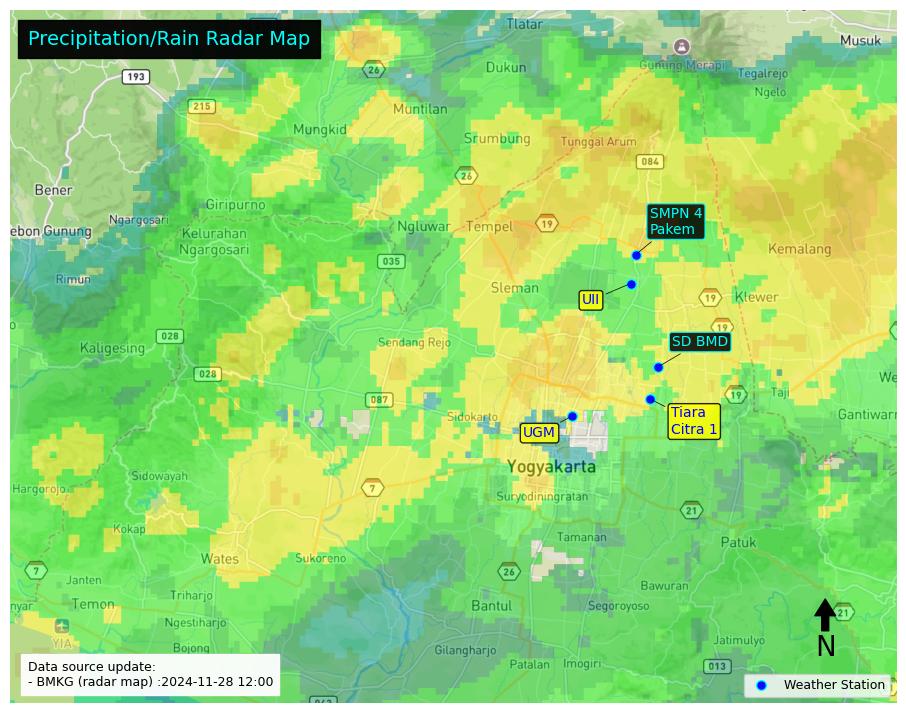 Precipitation/Rain Radar Map
Tlatar
Musuk
Gunung Merapi
26
Dukun
Tegalrejo
193
Ngelo
215
Muntilan
Mungkid
Srumbung
Tunggal Arum
084
26
Bener
Giripurno
SMPN 4
Pakem
Ngargosari
Ngluwar
Tempel
19
ebon Gunung
Kelurahan
Ngargosari
Kemalang
035
Rimun
Sleman
UII
19
Klewer
19
028
Kaligesing
Sendang Rejo
SD BMD
028
We
087
19
Taji
Sidokarto
Tiara
Citra 1
Gantiwarn
UGM
Yogyakarta
Sidowayah
Hargorojo
7
Suryodiningratan
21
Kokap
Tamanan
Patuk
Wates
Sukoreno
7
26
Janten
Bawuran
Triharjo
nyar
Temon
Bantul
Segoroyoso
21
Ngestiharjo
YIA
N
Jatimulyo
Bojong
Gilangharjo
Patalan
Imogiri
013
Data source update:
- BMKG (radar map) :2024-11-28 12:00
Weather Station